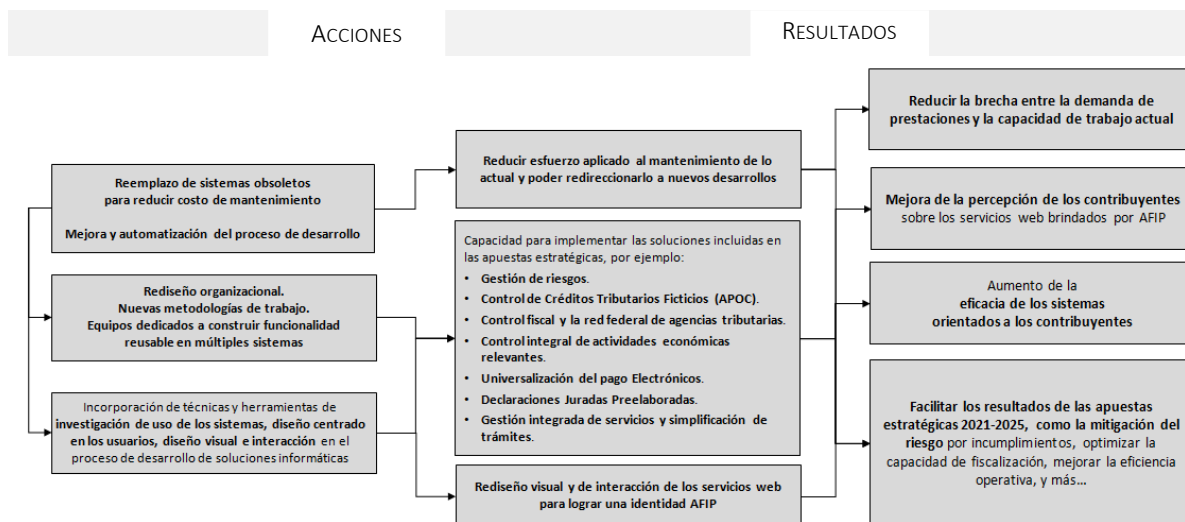 ACCIONES
RESULTADOS
Reemplazo de sistemas obsoletos
para reducir costo de mantenimiento
Mejora y automatización del proceso de desarrollo
Rediseño organizacional.
Nuevas metodologías de trabajo.
Equipos dedicados a construir funcionalidad
reusable en múltiples sistemas
Incorporación de técnicas y herramientas de
investigación de uso de los sistemas, diseño centrado
en los usuarios, diseño visual e interacción en el
proceso de desarrollo de soluciones informáticas
Reducir esfuerzo aplicado al mantenimiento de lo
actual y poder redireccionarlo a nuevos desarrollos
Capacidad para implementar las soluciones incluidas en
las apuestas estratégicas, por ejemplo:
• Gestión de riesgos.
• Control de Créditos Tributarios Ficticios (APOC).
• Control fiscal y la red federal de agencias tributarias.
• Control integral de actividades económicas
relevantes.
• Universalización del pago Electrónicos.
• Declaraciones Juradas Preelaboradas.
• Gestión integrada de servicios y simplificación de
trámites.
Rediseño visual y de interacción de los servicios web
para lograr una identidad AFIP
Reducir la brecha entre la demanda de
prestaciones y la capacidad de trabajo actual
Mejora de la percepción de los contribuyentes
sobre los servicios web brindados por AFIP
Aumento de la
eficacia de los sistemas
orientados a los contribuyentes
Facilitar los resultados de las apuestas
estratégicas 2021-2025, como la mitigación del
riesgo por incumplimientos, optimizar la
capacidad de fiscalización, mejorar la eficiencia
operativa, y más…